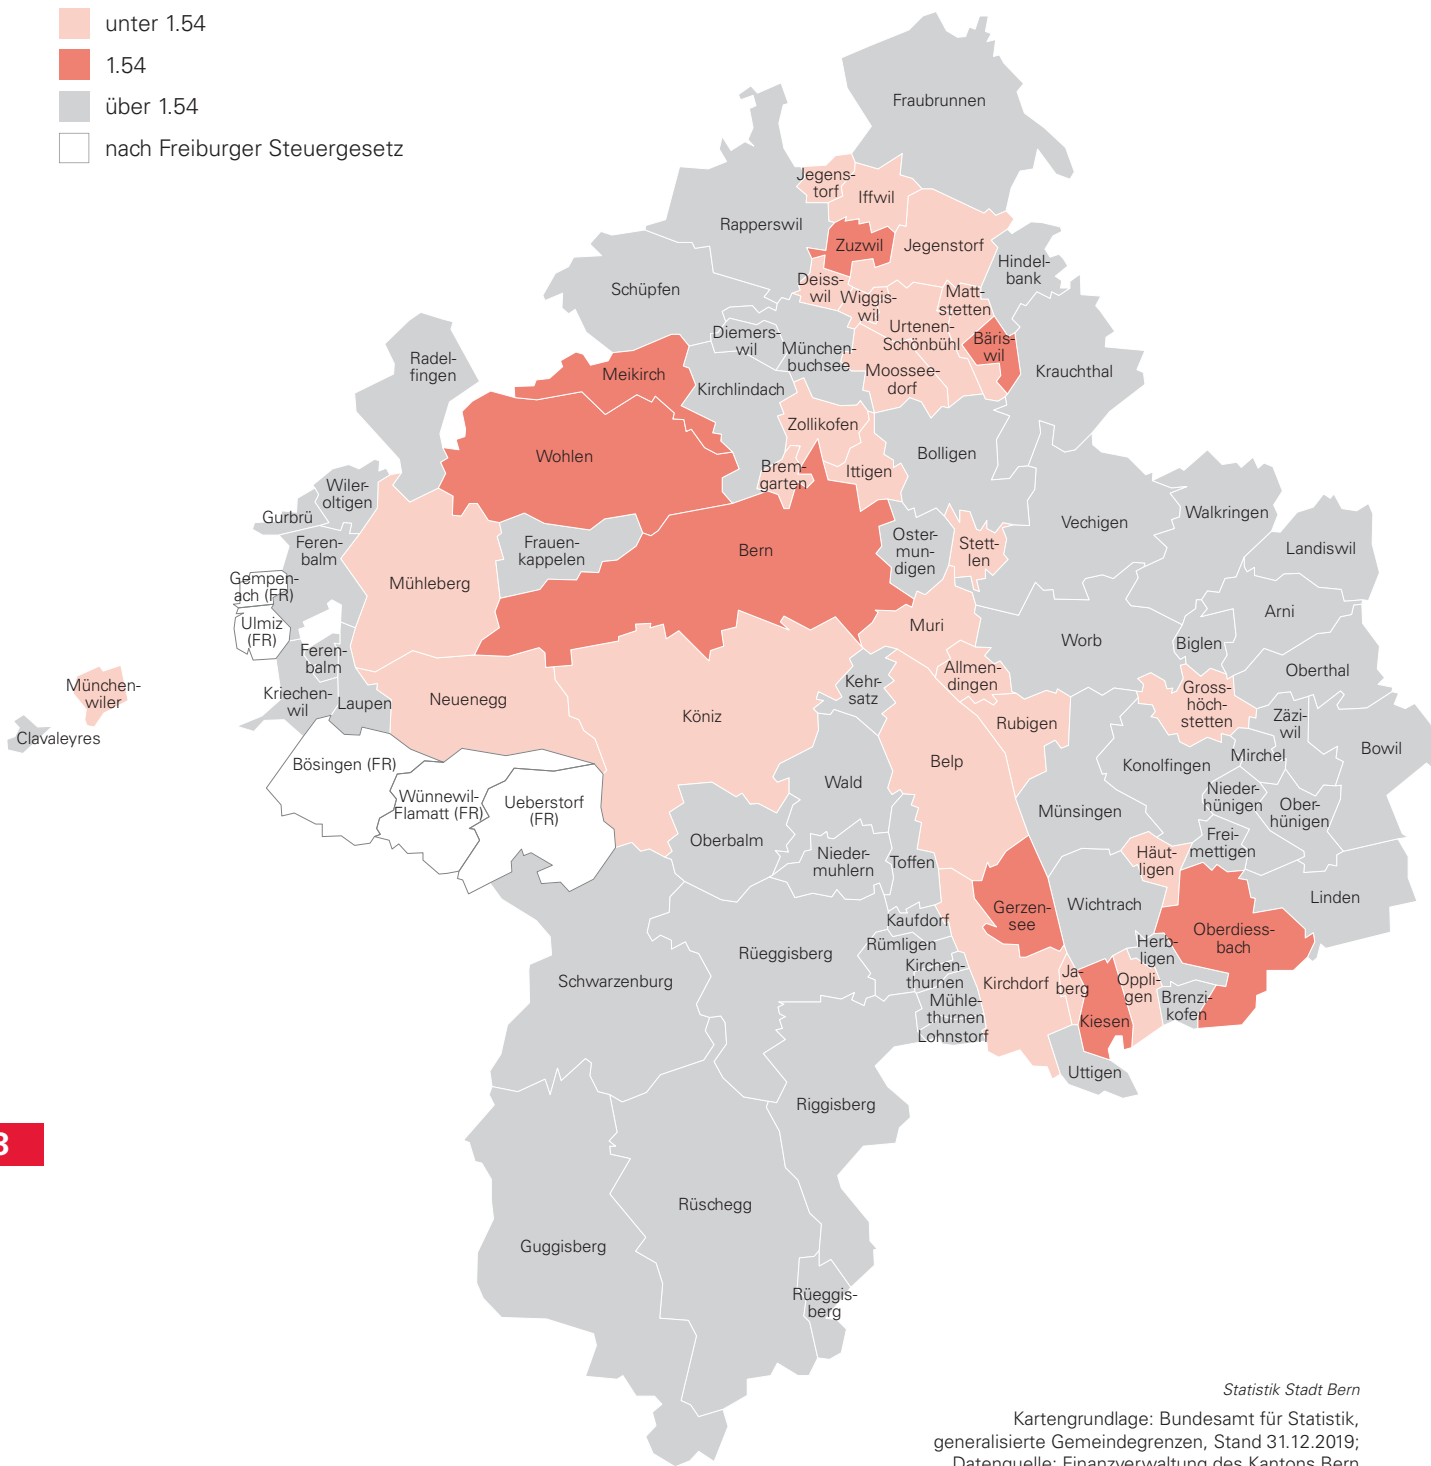 unter 1.54
1.54
über 1.54
nach Freiburger Steuergesetz
Fraubrunnen
Jegens-
torf
Iffwil
Rapperswil
Zuzwil
Jegenstorf
Hindel-
bank
Schüpfen
Deiss-
wil
Wiggis-
wil
Matt-
stetten
Urtenen-
Schönbühl
Bäris-
wil
Diemers-
wil
München-
buchsee
Radel-
fingen
Meikirch
Kirchlindach
Moossee-
dorf
Krauchthal
Zollikofen
Wohlen
Bolligen
Brem-
garten
Ittigen
Wiler-
oltigen
Gurbrü
Feren-
balm
Frauen-
kappelen
Bern
Oster-
mun-
digen
Stett-
len
Vechigen
Walkringen
Landiswil
Gempen-
ach (FR)
Mühleberg
Ulmiz
(FR)
Muri
Worb
Biglen
Arni
Feren-
balm
Oberthal
München-
wiler
Kriechen-
wil
Laupen
Neuenegg
Köniz
Kehr-
satz
Allmen-
dingen
Rubigen
Gross-
höch-
stetten
Zäzi-
wil
Clavaleyres
Bösingen (FR)
Wünnewil-
Flamatt (FR)
Ueberstorf
(FR)
Wald
Belp
Konolfingen
Mirchel
Bowil
Münsingen
Nieder-
hünigen
Ober-
hünigen
Oberbalm
Nieder-
muhlern
Toffen
Häut-
ligen
Frei-
mettigen
Wichtrach
Linden
Kaufdorf
Gerzen-
see
Oberdiess-
bach
Rüeggisberg
Rümligen
Herb-
ligen
Schwarzenburg
Kirchen-
thurnen
Kirchdorf
Ja-
berg
Oppli-
gen
Brenzi-
kofen
Mühle-
thurnen
Kiesen
Lohnstorf
Uttigen
Riggisberg
3
Rüschegg
Guggisberg
Rüeggis-
berg
Statistik Stadt Bern
Kartengrundlage: Bundesamt für Statistik,
generalisierte Gemeindegrenzen, Stand 31.12.2019;
Datenquelle: Finanzverwaltung des Kantons Bern